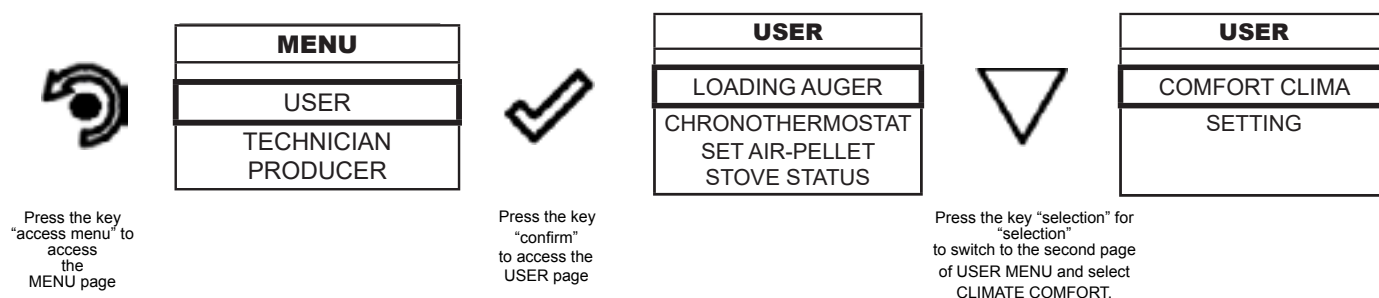 MENU
USER
TECHNICIAN
PRODUCER
USER
LOADING AUGER
CHRONOTHERMOSTAT
SET AIR-PELLET
STOVE STATUS
USER
COMFORT CLIMA
SETTING
Press the key
“access menu” to
access
the
MENU page
Press the key
“confirm”
to access the
USER page
Press the key “selection” for
“selection”
to switch to the second page
of USER MENU and select
CLIMATE COMFORT.